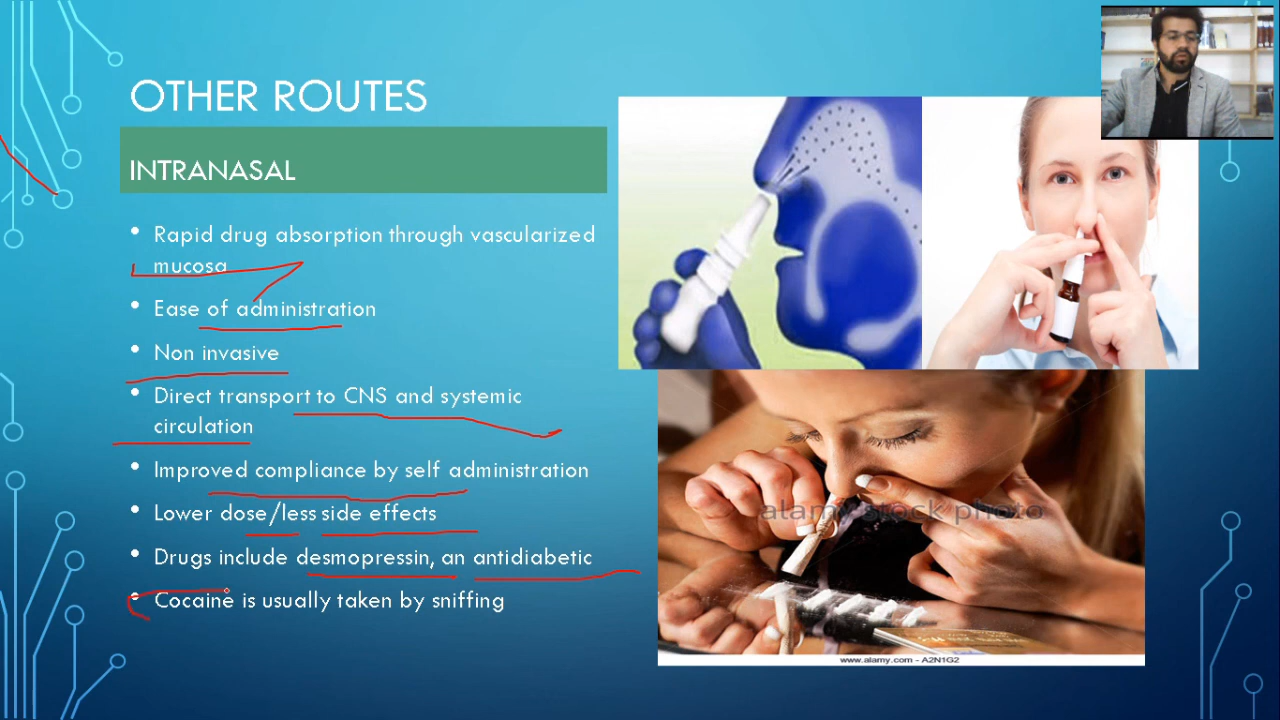 OTHER ROUTES
INTRANASAL
• Rapid drug absorption through vascularized
mucosa
• Ease of administration
• Non invasive
• Direct transport to CNS and systemic
circulation
• Improved compliance by self administration
• Lower dose/less side effects
• Drugs include desmopressin, an antidiabetic
• Cocaine is usually taken by sniffing
alamy stock photo
www.alamy.com - A2N1G2